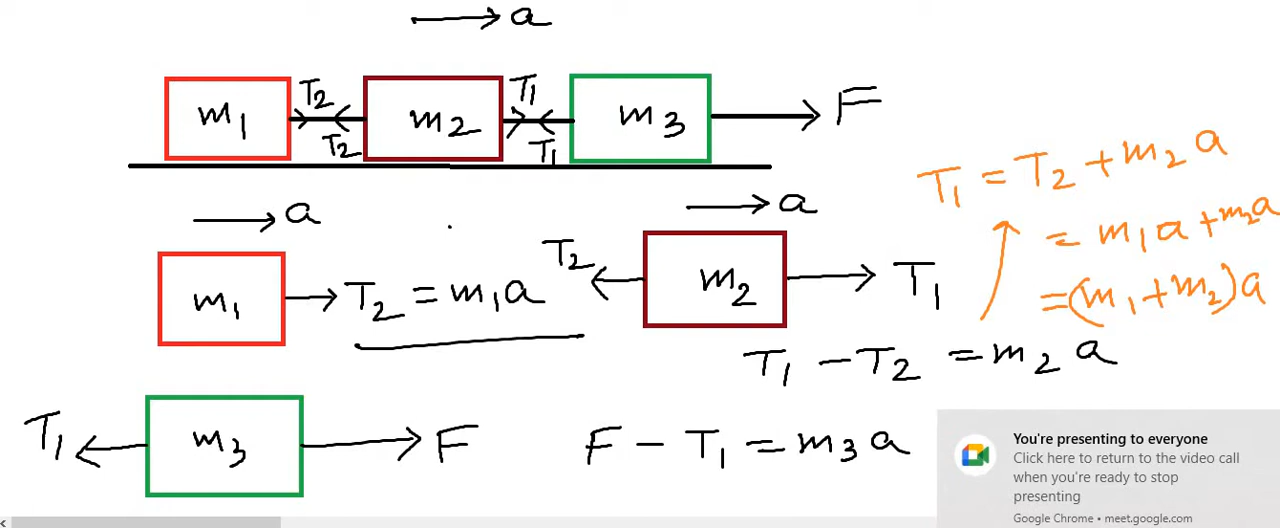 → a
m₁ T₂ T₂ m₂ T₁ T₁ m₃ → F
T₁ = T₂ + m₂a
= m₁a + m₂a
= (m₁ + m₂)a
→ a
→ a
m₁ → T₂ = m₁a
T₂ ← m₂ → T₁
T₁ − T₂ = m₂a
T₁ ← m₃ → F
F − T₁ = m₃a
You're presenting to everyone
Click here to return to the video call
when you're ready to stop
presenting
Google Chrome • meet.google.com